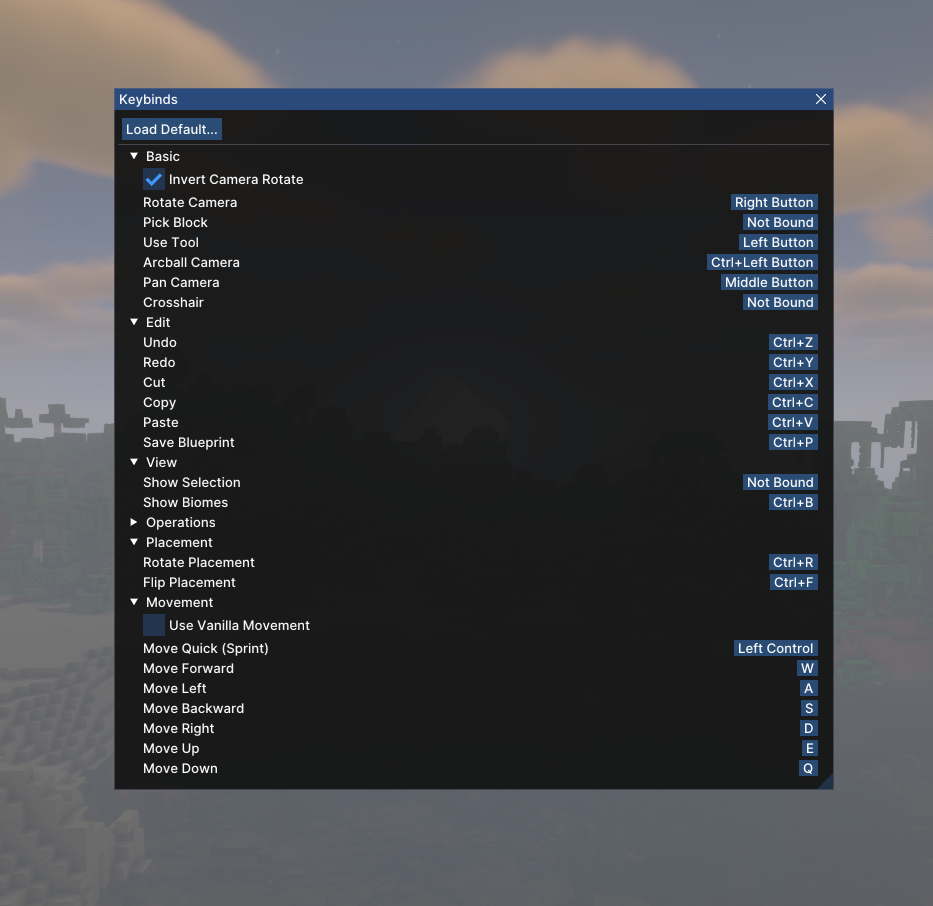 Keybinds
Load Default...
Basic
Invert Camera Rotate
Rotate Camera Right Button
Pick Block Not Bound
Use Tool Left Button
Arcball Camera Ctrl+Left Button
Pan Camera Middle Button
Crosshair Not Bound
Edit
Undo Ctrl+Z
Redo Ctrl+Y
Cut Ctrl+X
Copy Ctrl+C
Paste Ctrl+V
Save Blueprint Ctrl+P
View
Show Selection Not Bound
Show Biomes Ctrl+B
Operations
Placement
Rotate Placement Ctrl+R
Flip Placement Ctrl+F
Movement
Use Vanilla Movement
Move Quick (Sprint) Left Control
Move Forward W
Move Left A
Move Backward S
Move Right D
Move Up E
Move Down Q